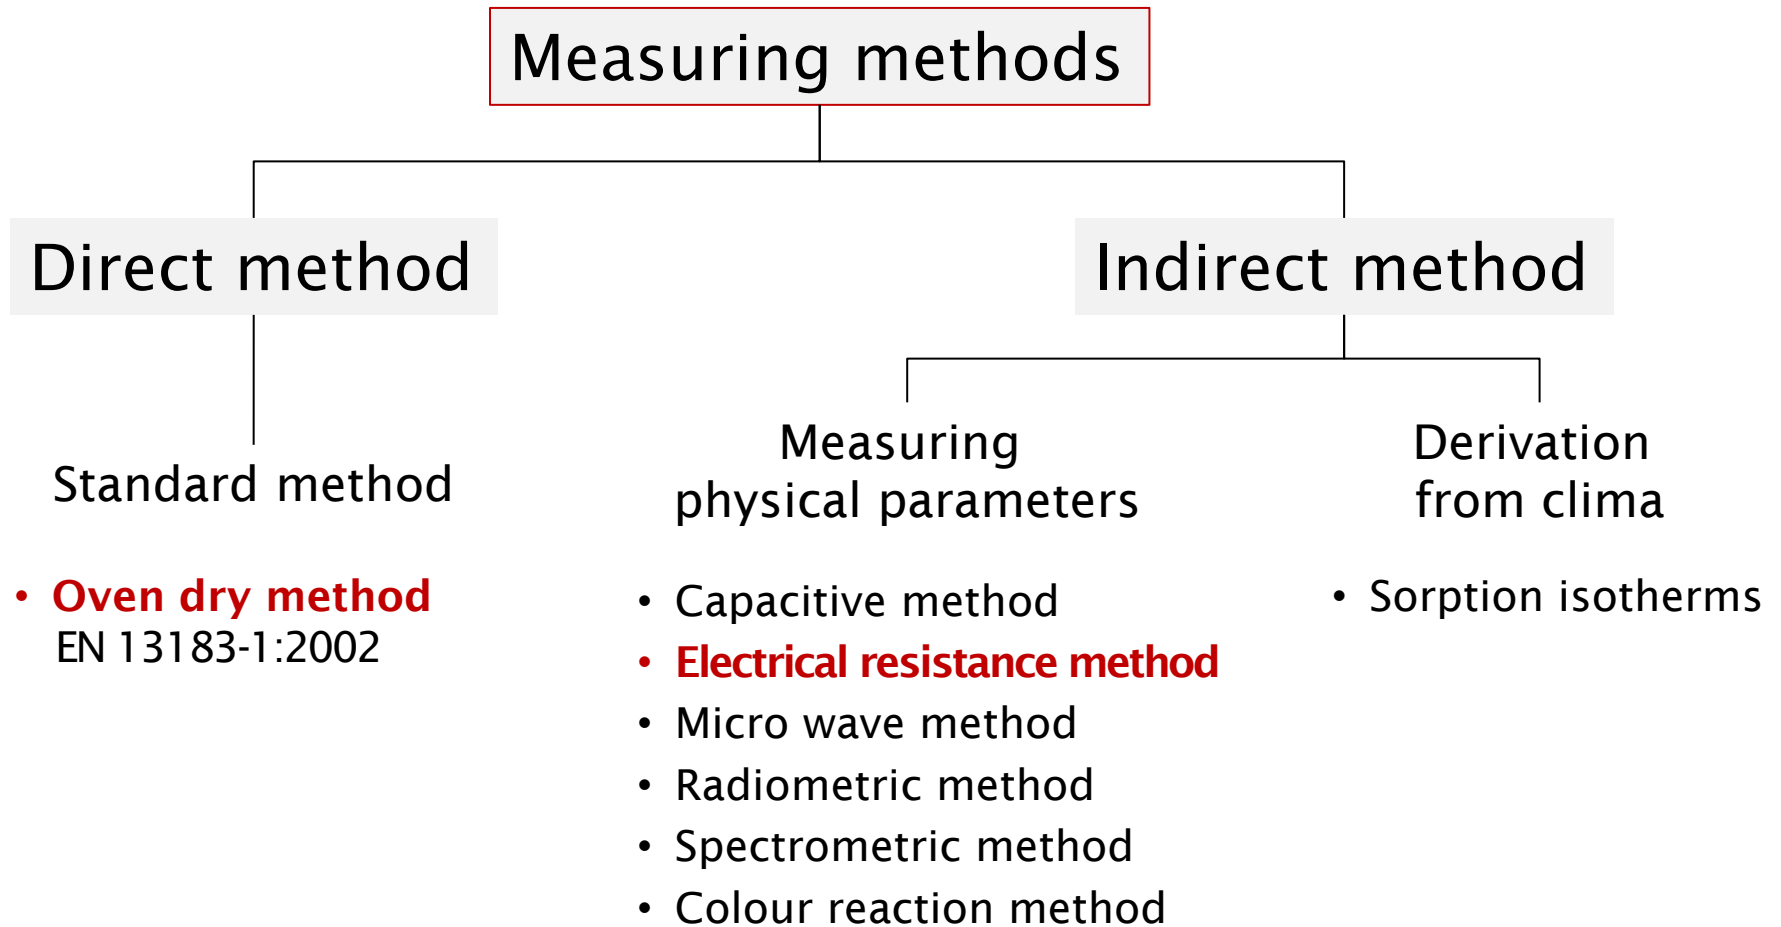 Measuring methods
Direct method
Indirect method
Standard method
• Oven dry method
EN 13183-1:2002
Measuring
physical parameters
• Capacitive method
• Electrical resistance method
• Micro wave method
• Radiometric method
• Spectrometric method
• Colour reaction method
Derivation
from clima
• Sorption isotherms